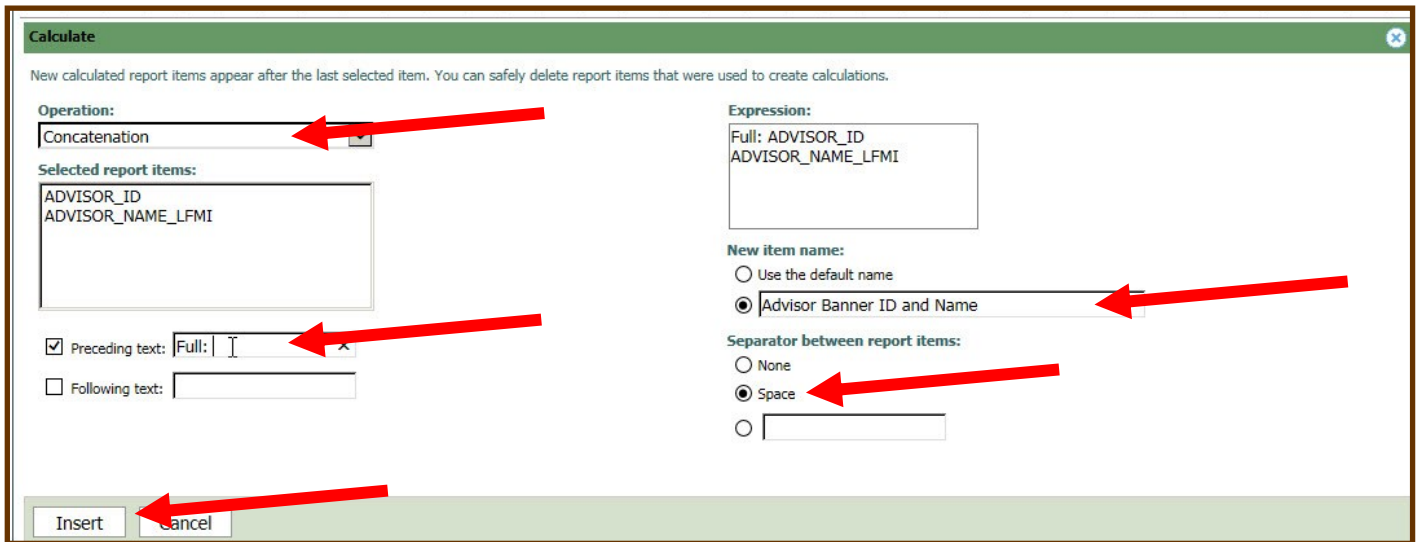 Calculate
New calculated report items appear after the last selected item. You can safely delete report items that were used to create calculations.
Operation:
Concatenation
Selected report items:
ADVISOR_ID
ADVISOR_NAME_LFMI
Preceding text: Full:
Following text:
Expression:
Full: ADVISOR_ID
ADVISOR_NAME_LFMI
New item name:
Use the default name
Advisor Banner ID and Name
Separator between report items:
None
Space
Insert
Cancel